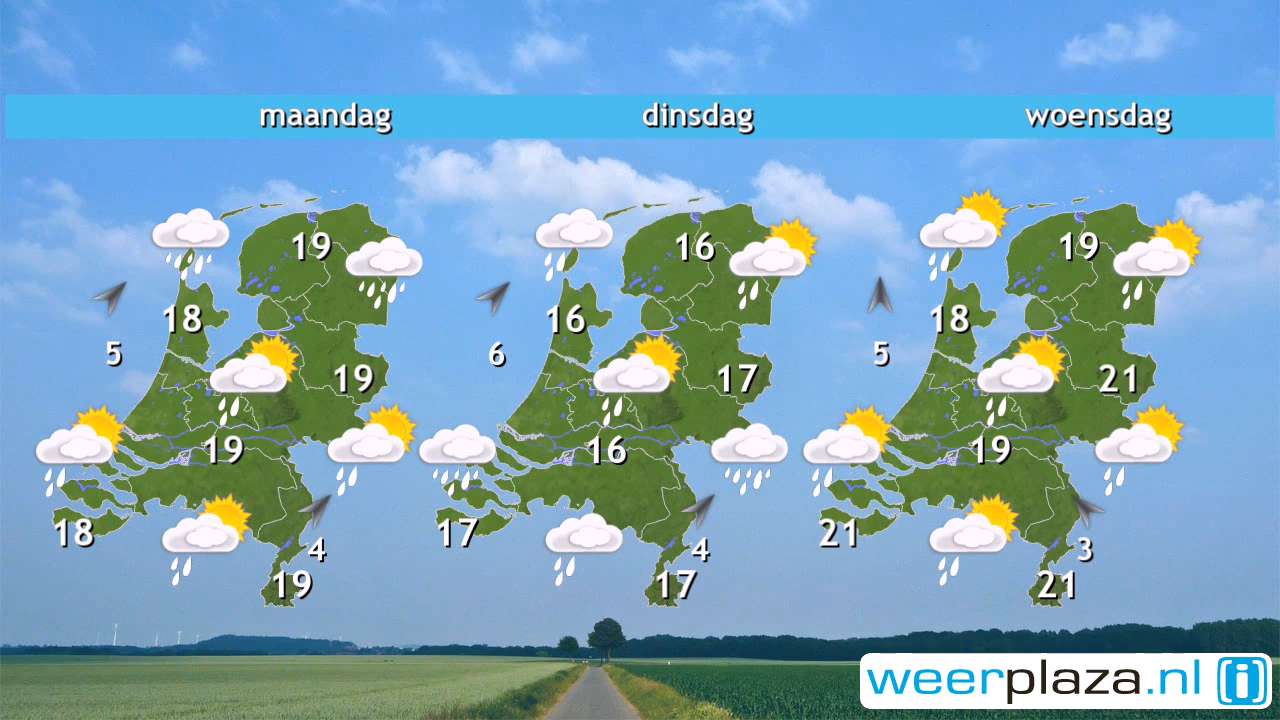 maandag dinsdag woensdag
19 16 19
18 16 18
5 6 5
19 17 21
19 16 19
18 17 21
4 4 3
19 17 21
weerplaza.nl i